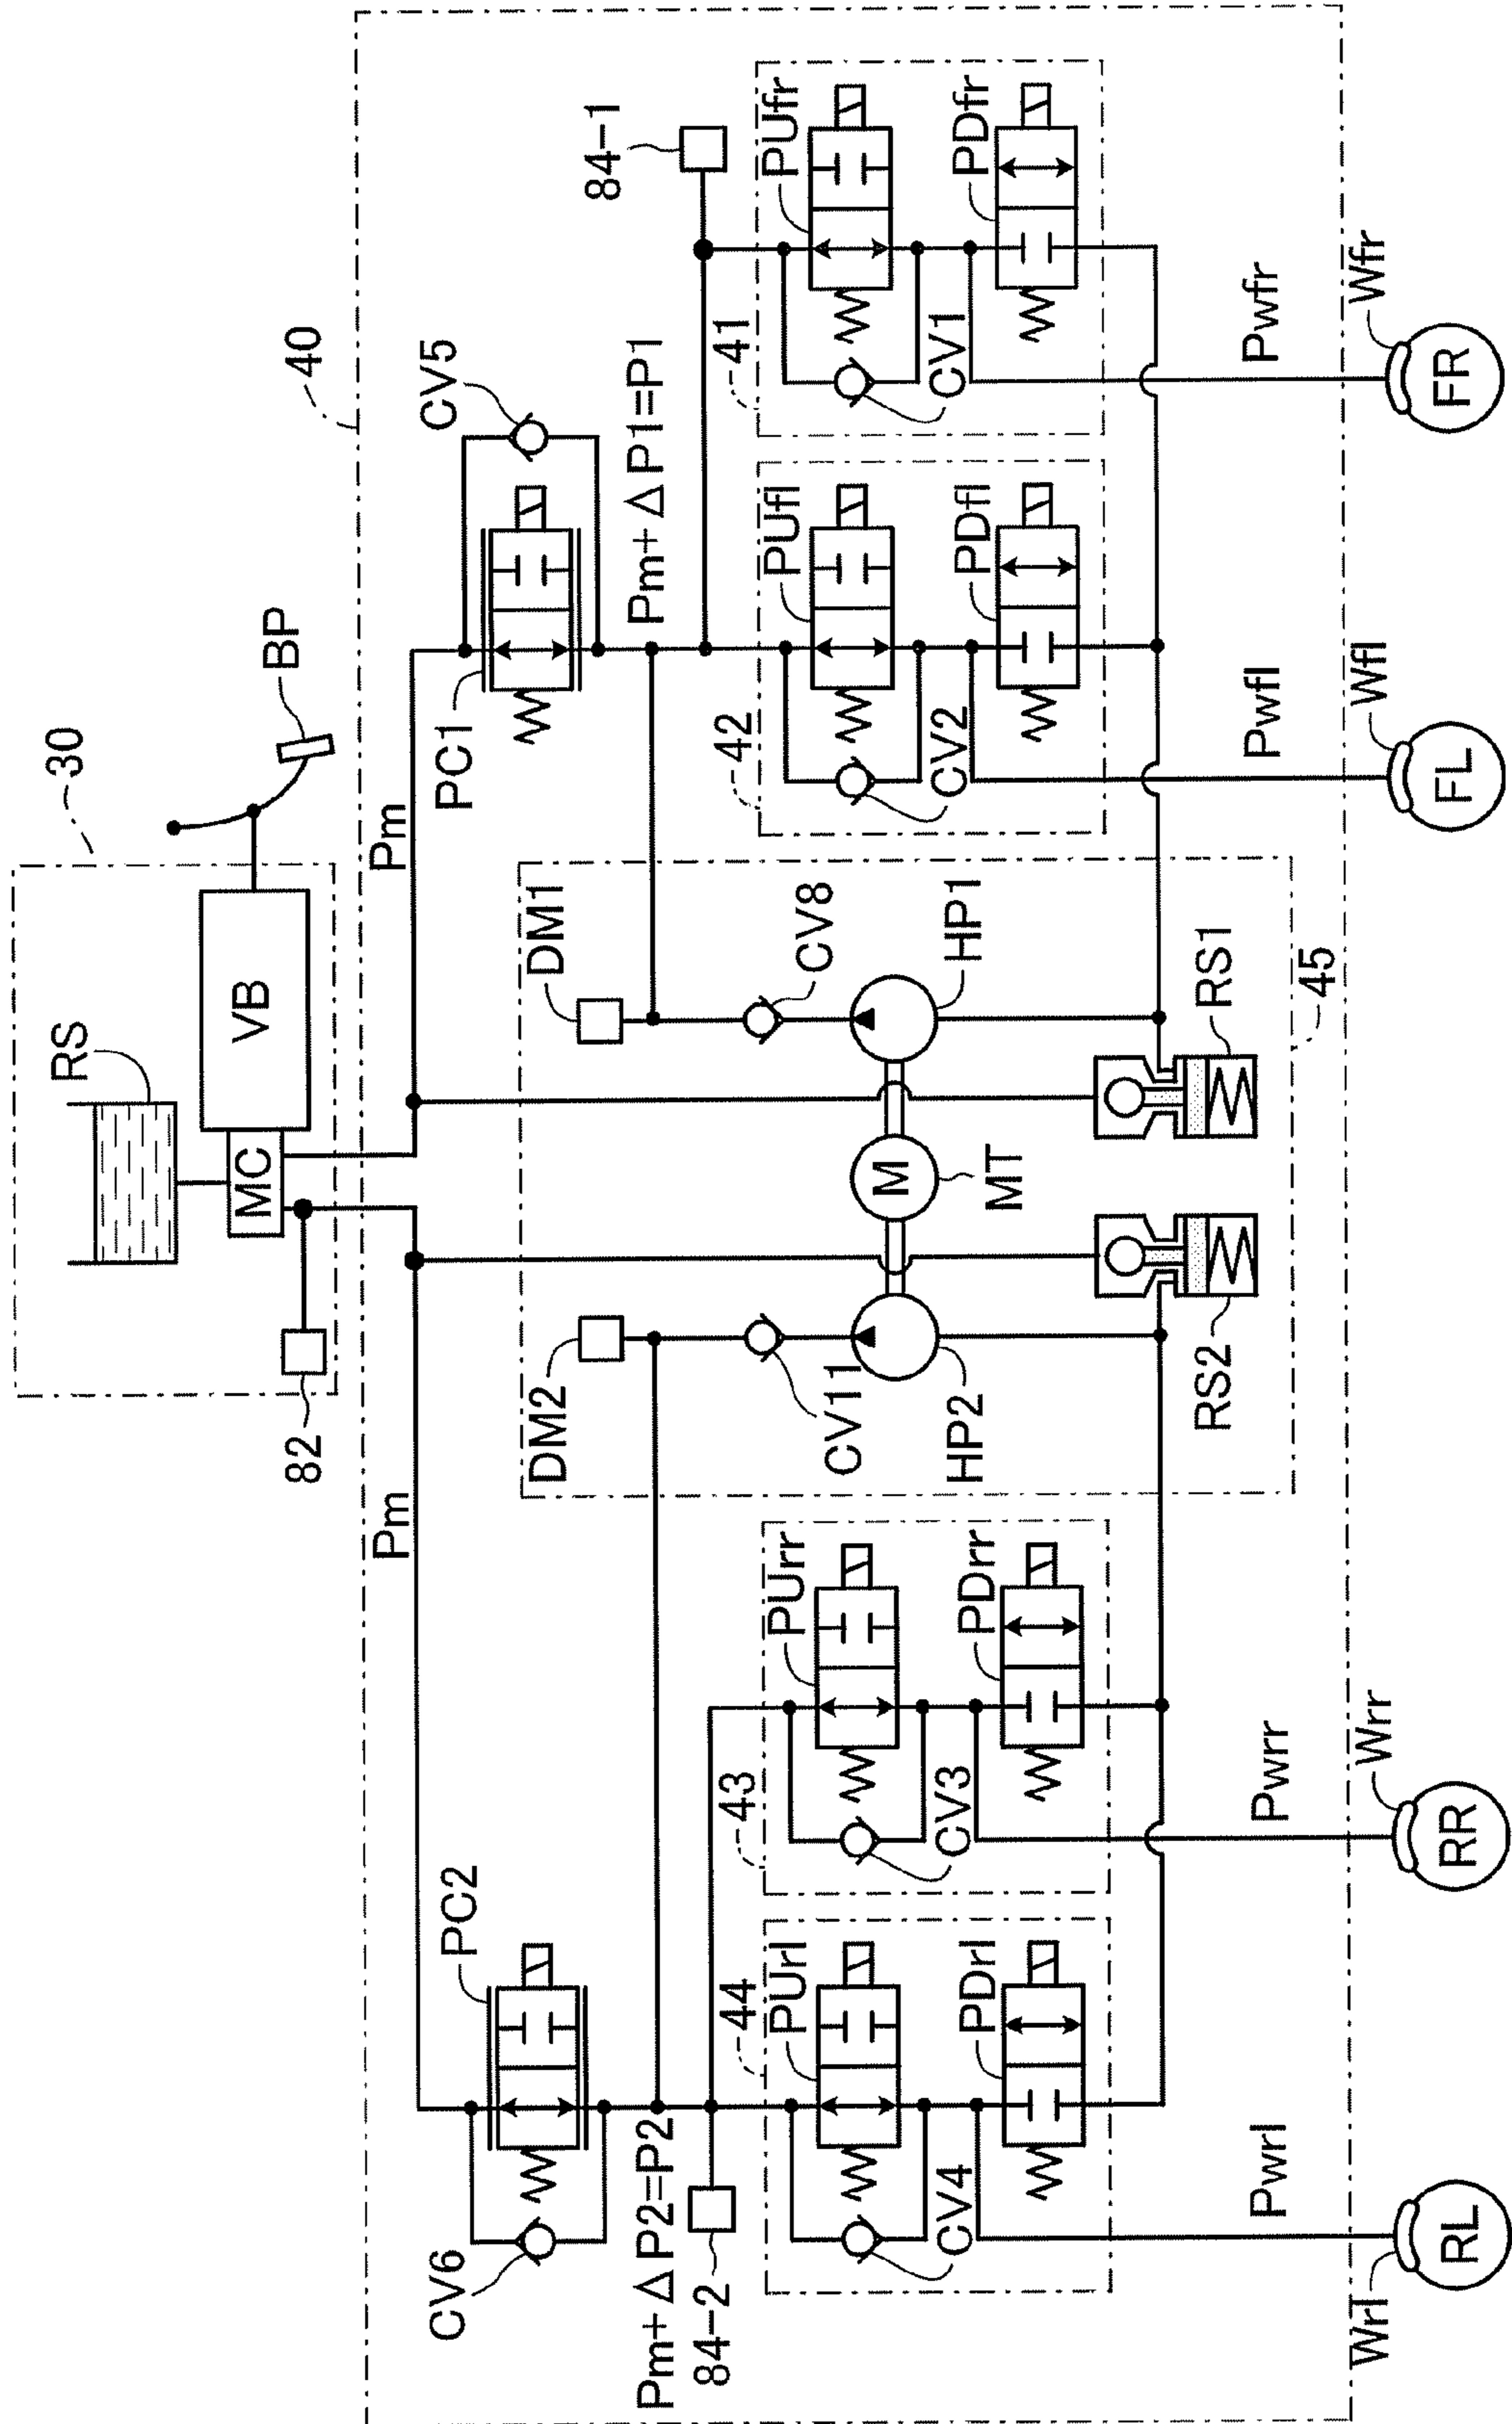 30
RS
VB
MC
BP
82
40
Pm
Pm
PC2
CV6
PC1
CV5
Pm+ΔP2=P2
84-2
Pm+ΔP1=P1
84-1
DM2
DM1
CV11
CV8
HP2
HP1
M
MT
RS2
RS1
45
44
PUrl
PDrl
CV4
43
PUrr
PDrr
CV3
42
PUfl
PDfl
CV2
41
PUfr
PDfr
CV1
Pwrl
Pwrr
Pwfl
Pwfr
Wrl
Wrr
Wfl
Wfr
RL
RR
FL
FR